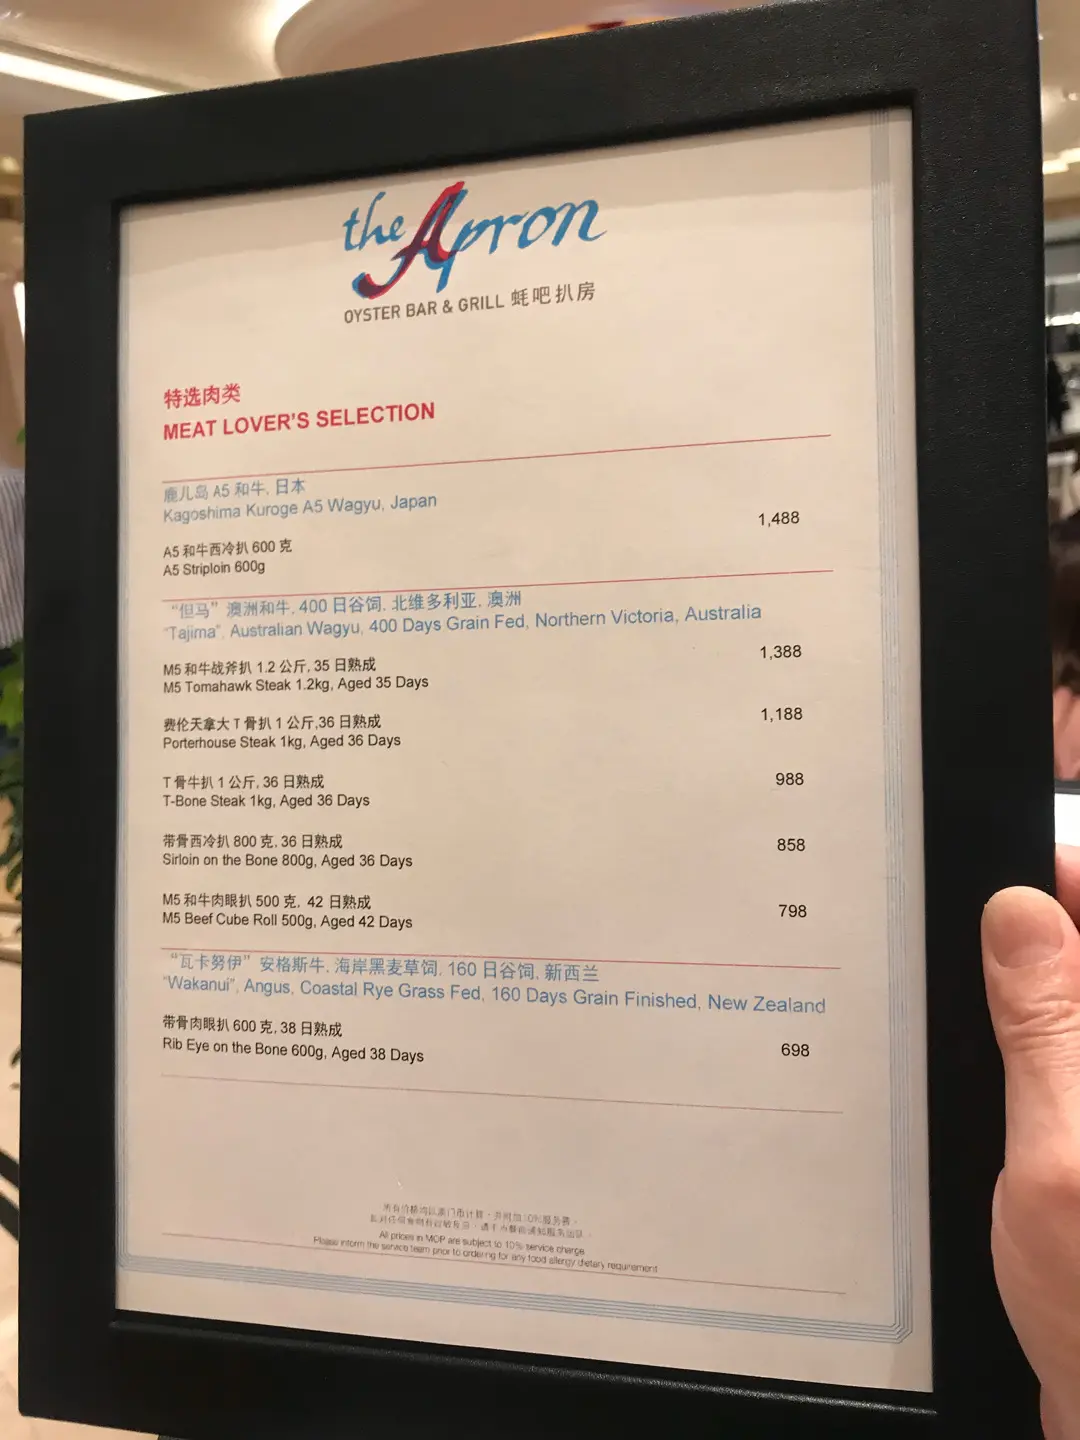 the Apron
OYSTER BAR & GRILL 蚝吧扒房
特选肉类
MEAT LOVER'S SELECTION
鹿儿岛 A5 和牛, 日本
Kagoshima Kuroge A5 Wagyu, Japan
1,488
A5 和牛西冷扒 600 克
A5 Striploin 600g
“但马” 澳洲和牛, 400 日谷饲, 北维多利亚, 澳洲
“Tajima”, Australian Wagyu, 400 Days Grain Fed, Northern Victoria, Australia
1,388
M5 和牛战斧扒 1.2 公斤, 35 日熟成
M5 Tomahawk Steak 1.2kg, Aged 35 Days
1,188
费伦天拿大 T 骨扒 1 公斤,36 日熟成
Porterhouse Steak 1kg, Aged 36 Days
988
T 骨牛扒 1 公斤, 36 日熟成
T-Bone Steak 1kg, Aged 36 Days
858
带骨西冷扒 800 克, 36 日熟成
Sirloin on the Bone 800g, Aged 36 Days
798
M5 和牛肉眼扒 500 克, 42 日熟成
M5 Beef Cube Roll 500g, Aged 42 Days
“瓦卡努伊” 安格斯牛, 海岸黑麦草饲, 160 日谷饲, 新西兰
“Wakanui”, Angus, Coastal Rye Grass Fed, 160 Days Grain Finished, New Zealand
带骨肉眼扒 600 克, 38 日熟成
698
Rib Eye on the Bone 600g, Aged 38 Days
All prices in MOP are subject to 10% service charge
Please inform the service team prior to ordering for any food allergy dietary requirement